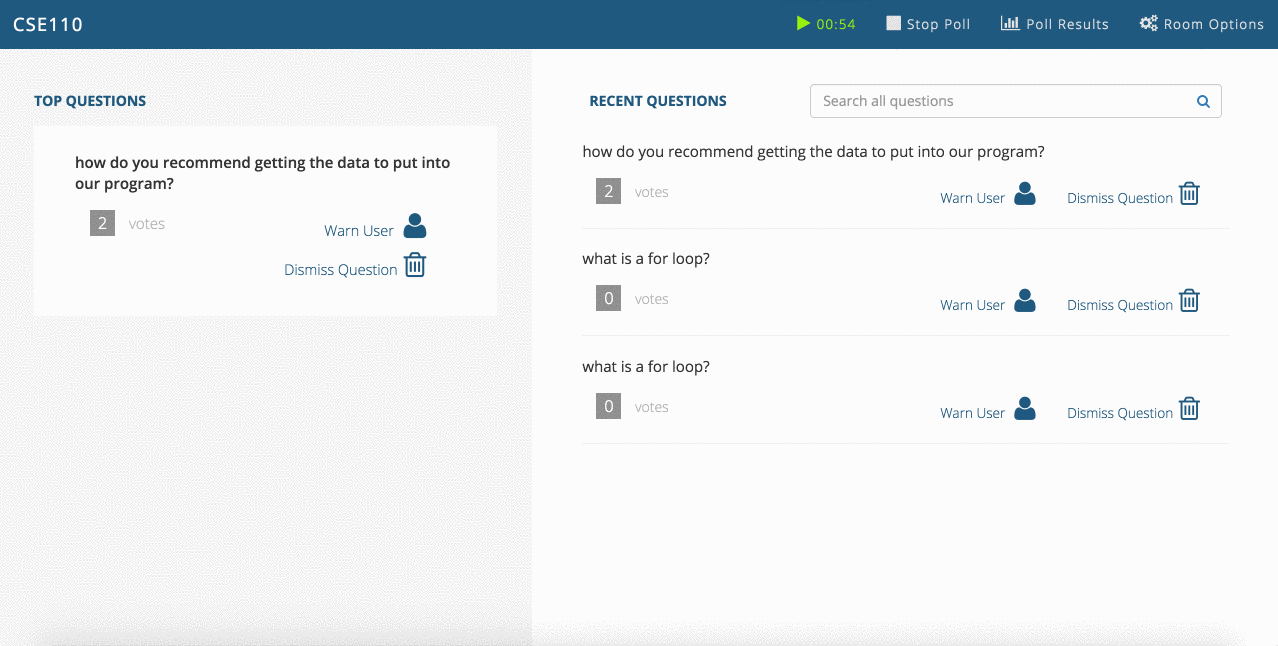 CSE110
00:54
Stop Poll
Poll Results
Room Options
TOP QUESTIONS
how do you recommend getting the data to put into
our program?
2 votes
Warn User
Dismiss Question
RECENT QUESTIONS
Search all questions
how do you recommend getting the data to put into our program?
2 votes
Warn User
Dismiss Question
what is a for loop?
0 votes
Warn User
Dismiss Question
what is a for loop?
0 votes
Warn User
Dismiss Question